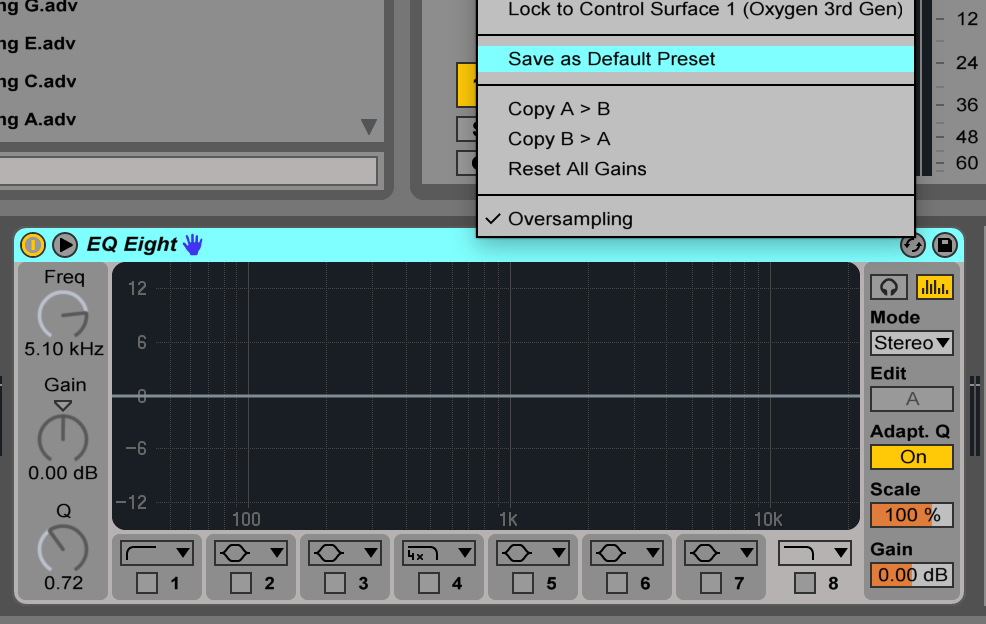 ng G.adv
ng E.adv
ng C.adv
ng A.adv
Lock to Control Surface 1 (Oxygen 3rd Gen)
Save as Default Preset
Copy A > B
Copy B > A
Reset All Gains
Oversampling
12
24
36
48
60
EQ Eight
Freq
5.10 kHz
Gain
0.00 dB
Q
0.72
12
6
0
-6
-12
100
1k
10k
Mode
Stereo
Edit
A
Adapt. Q
On
Scale
100 %
Gain
0.00 dB
1
2
3
4x
4
5
6
7
8